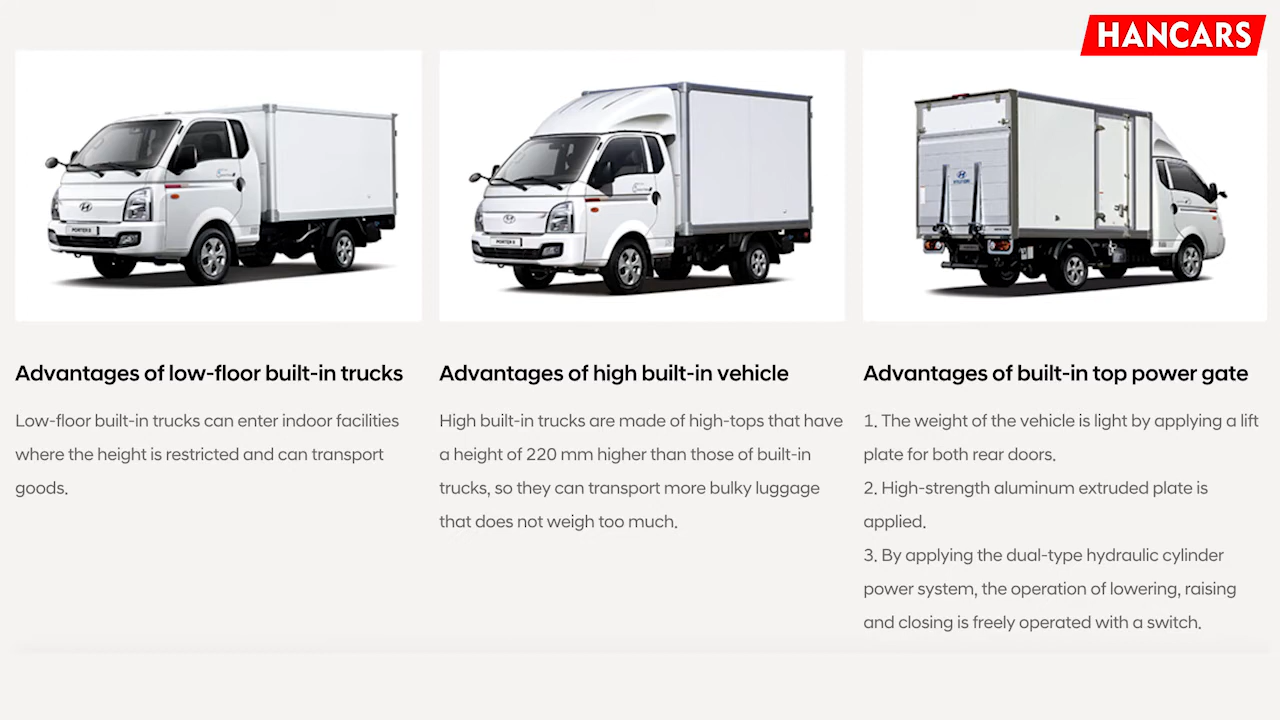 HANCARS
PORTER II
PORTER II
HYUNDAI
Advantages of low-floor built-in trucks
Low-floor built-in trucks can enter indoor facilities
where the height is restricted and can transport
goods.
Advantages of high built-in vehicle
High built-in trucks are made of high-tops that have
a height of 220 mm higher than those of built-in
trucks, so they can transport more bulky luggage
that does not weigh too much.
Advantages of built-in top power gate
1. The weight of the vehicle is light by applying a lift
plate for both rear doors.
2. High-strength aluminum extruded plate is
applied.
3. By applying the dual-type hydraulic cylinder
power system, the operation of lowering, raising
and closing is freely operated with a switch.